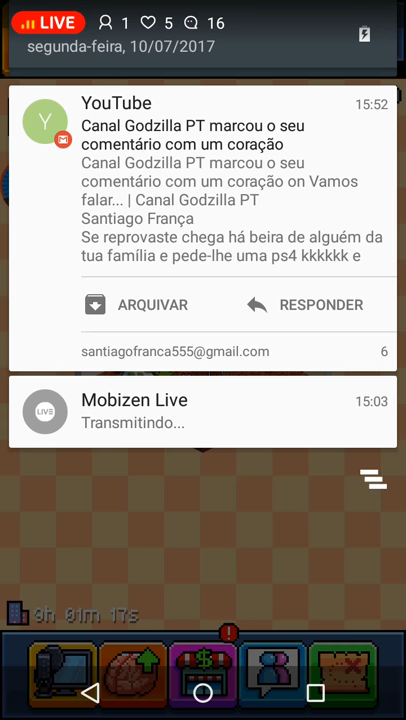 LIVE 1 5 16
segunda-feira, 10/07/2017
Y
YouTube 15:52
Canal Godzilla PT marcou o seu
comentário com um coração
Canal Godzilla PT marcou o seu
comentário com um coração on Vamos
falar... | Canal Godzilla PT
Santiago França
Se reprovaste chega há beira de alguém da
tua família e pede-lhe uma ps4 kkkkkk e
ARQUIVAR RESPONDER
santiagofranca555@gmail.com 6
LIVE
Mobizen Live 15:03
Transmitindo...
9h 01m 17s